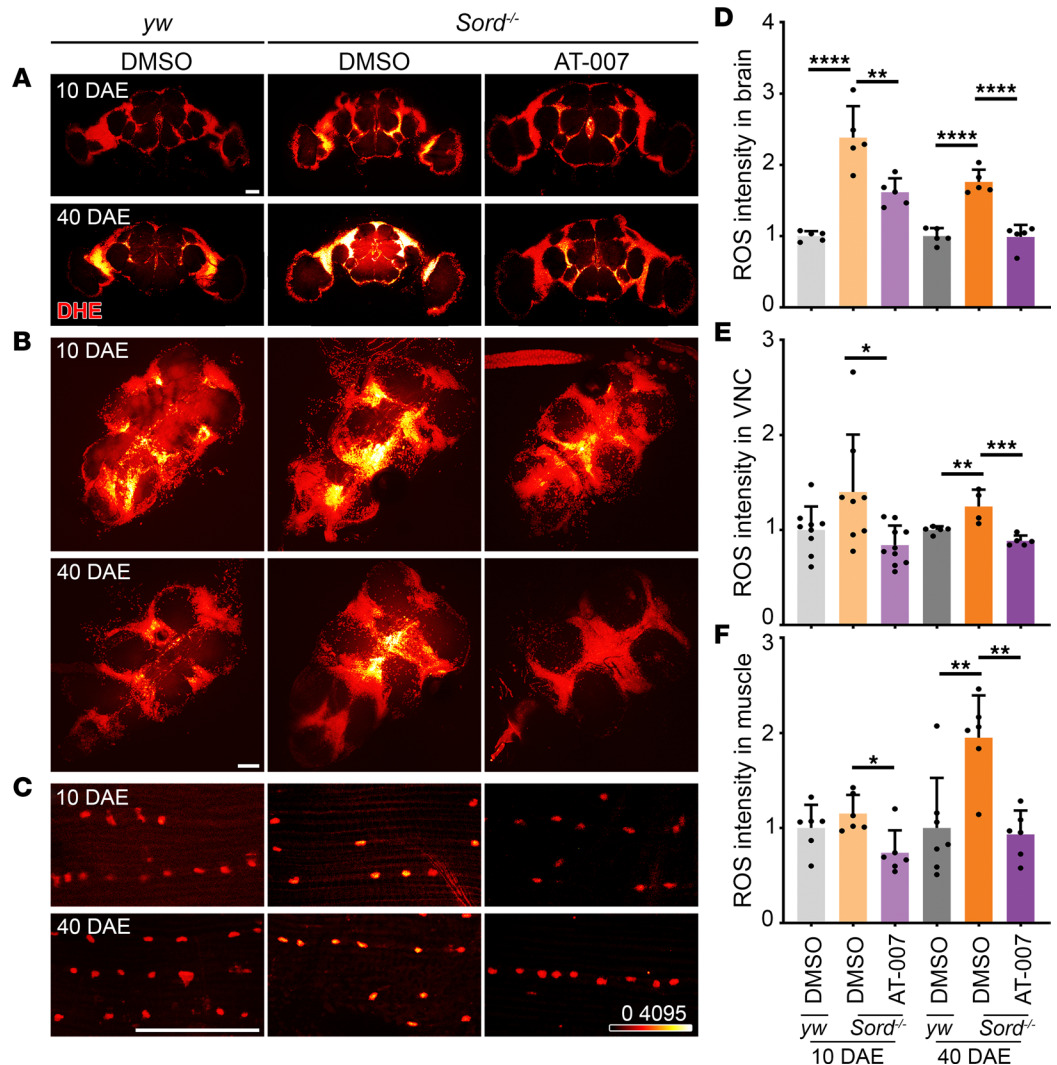 yw Sord-/-
DMSO DMSO AT-007
A
10 DAE
40 DAE
DHE
B
10 DAE
40 DAE
C
10 DAE
40 DAE
0 4095
D
ROS intensity in brain
4
3
2
1
0
**** ** **** ****
E
ROS intensity in VNC
3
2
1
0
* ** ***
F
ROS intensity in muscle
3
2
1
0
* ** **
DMSO DMSO AT-007 DMSO DMSO AT-007
yw Sord-/- yw Sord-/-
10 DAE 40 DAE